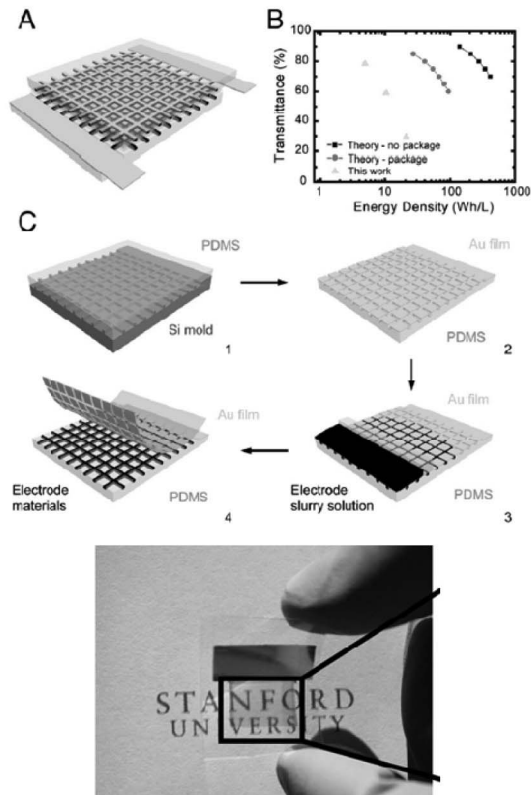 A
B
Transmittance (%)
100
80
60
40
20
0
Theory - no package
Theory - package
This work
1
10
100
1000
Energy Density (Wh/L)
C
PDMS
Si mold
1
Au film
PDMS
2
Au film
Electrode
slurry solution
PDMS
3
Au film
Electrode
materials
PDMS
4
STANFORD
UNIVERSITY